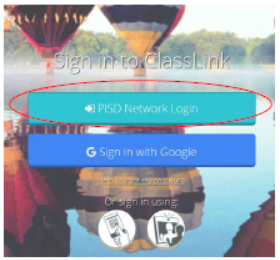 Sign in to ClassLink
PISD Network Login
G Sign in with Google
Or sign in using: